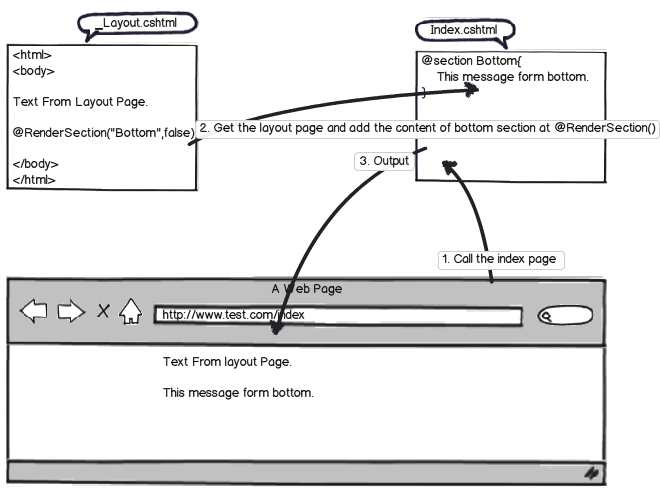 _Layout.cshtml
<html>
<body>
Text From Layout Page.
@RenderSection("Bottom",false)
</body>
</html>
Index.cshtml
@section Bottom{
This message form bottom.
}
2. Get the layout page and add the content of bottom section at @RenderSection()
3. Output
1. Call the index page
A Web Page
http://www.test.com/index
Text From layout Page.
This message form bottom.